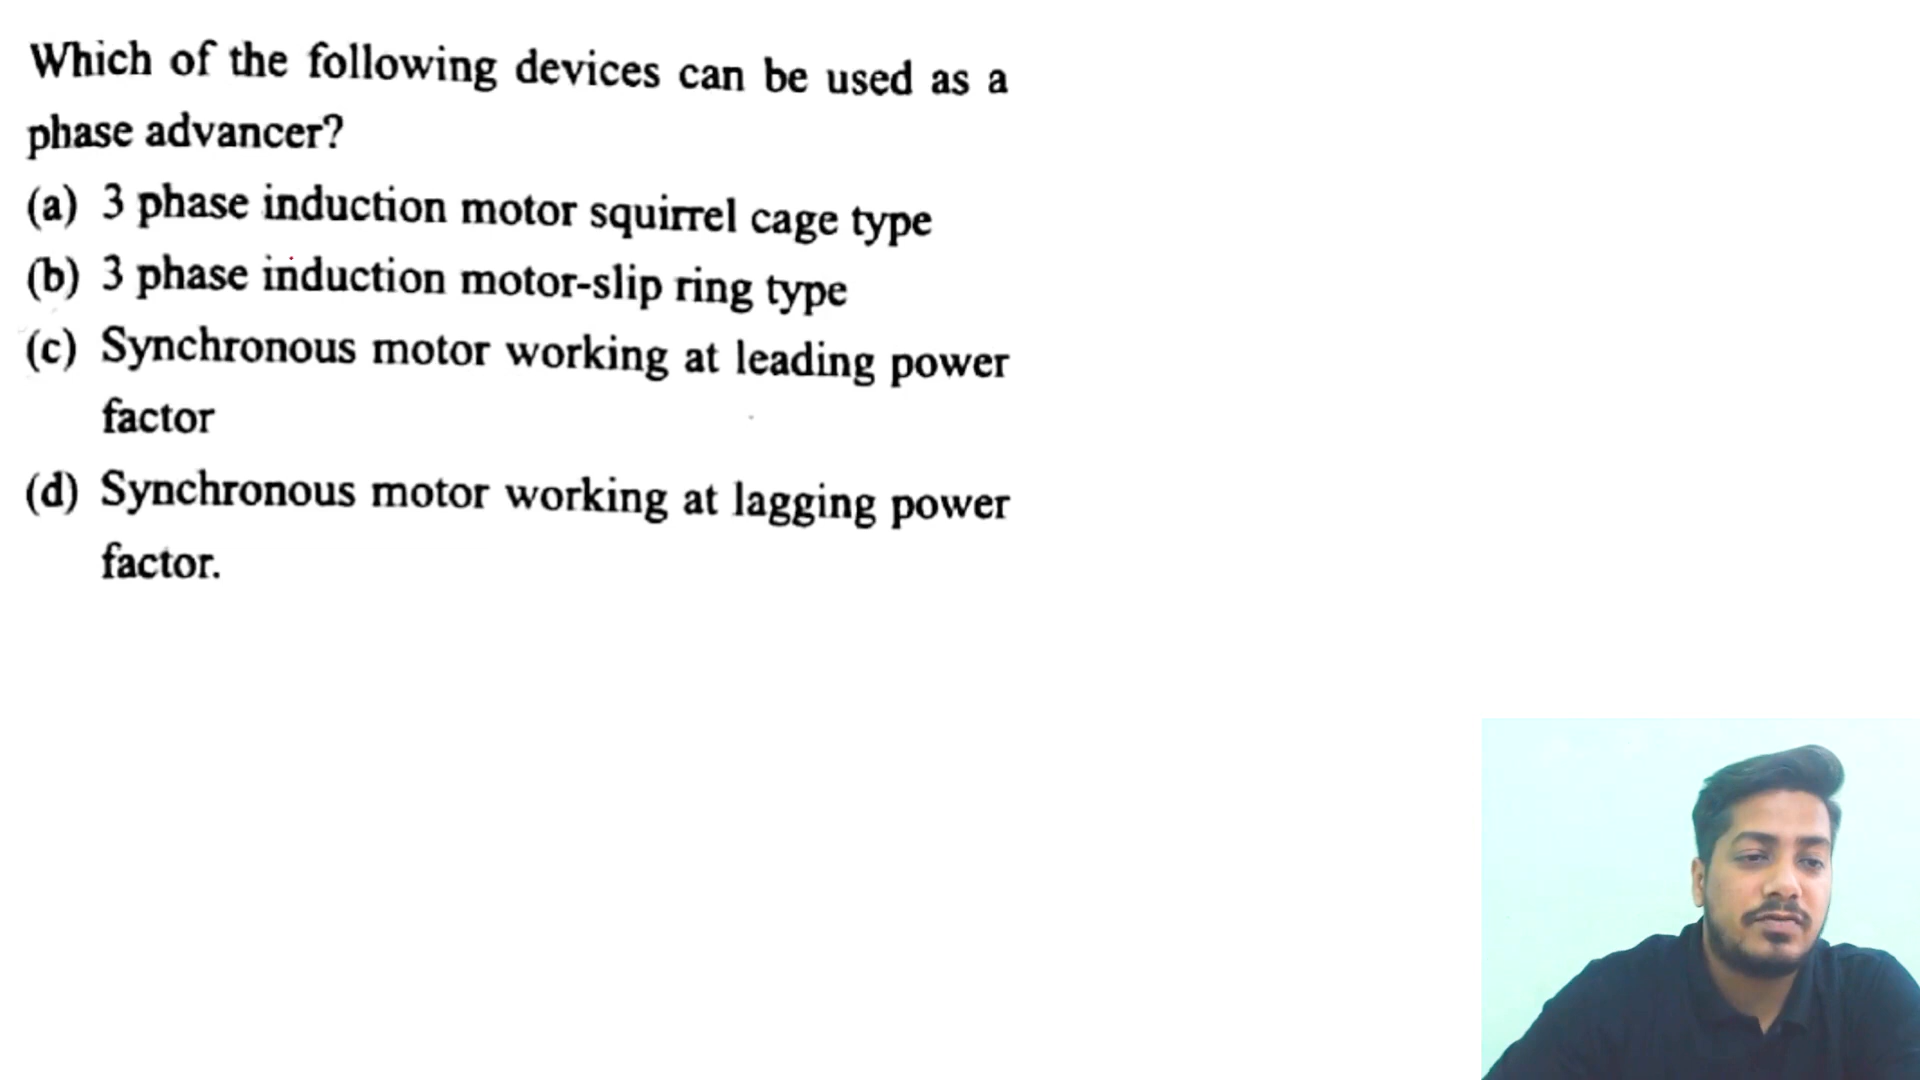 Which of the following devices can be used as a
phase advancer?
(a) 3 phase induction motor squirrel cage type
(b) 3 phase induction motor-slip ring type
(c) Synchronous motor working at leading power
factor
(d) Synchronous motor working at lagging power
factor.